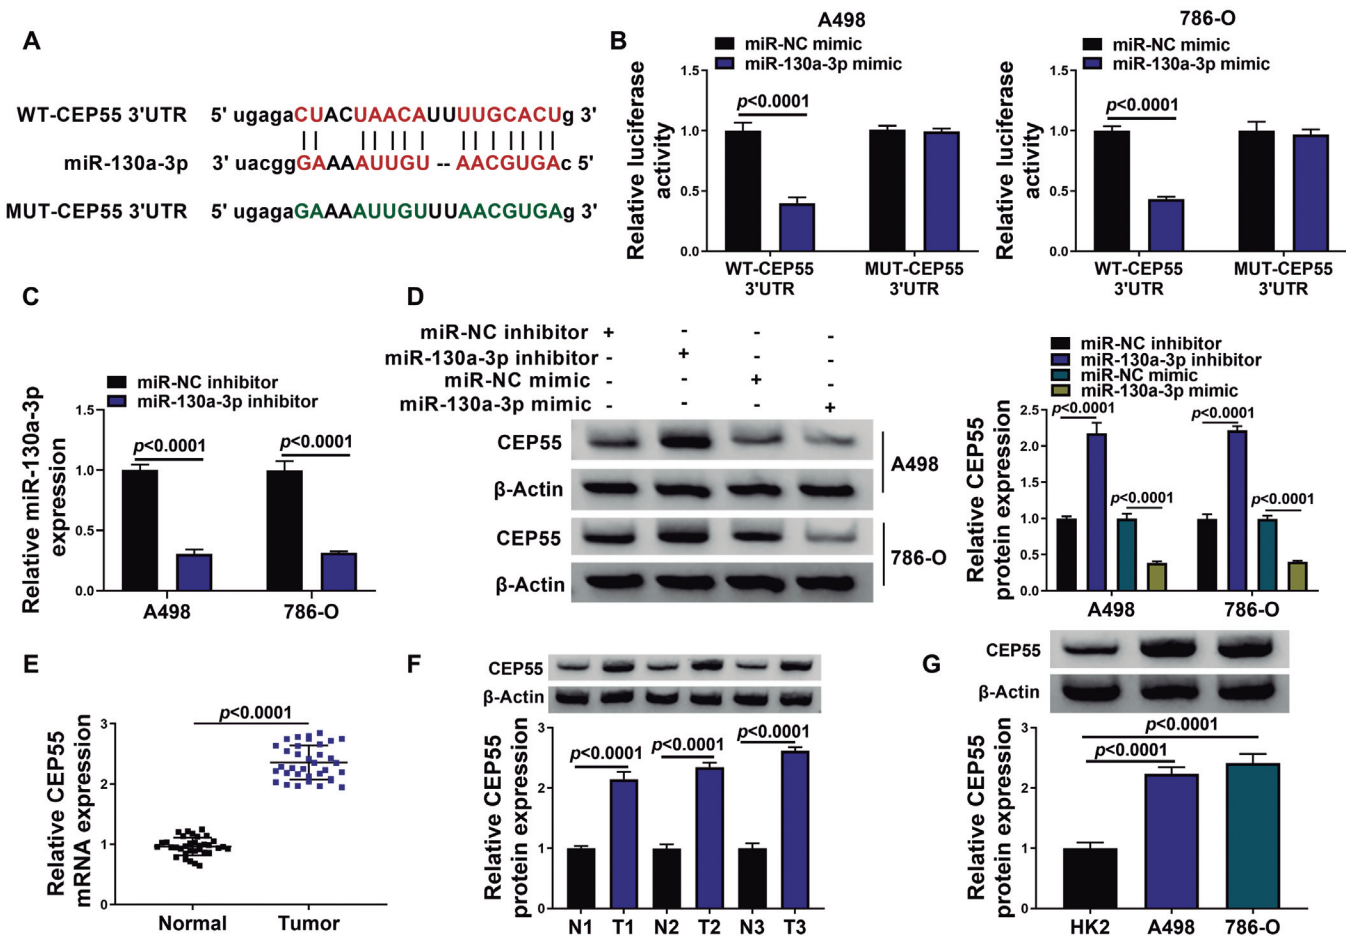 A
WT-CEP55 3'UTR 5' ugagaCUACUAACAUUUUGCACUg 3'
miR-130a-3p 3' uacggGAAAAUUGU -- AACGUGAc 5'
MUT-CEP55 3'UTR 5' ugagaGAAAAUUGUUUAACGUGAg 3'
B
A498
miR-NC mimic
miR-130a-3p mimic
Relative luciferase
activity
1.5
1.0
0.5
0.0
p<0.0001
WT-CEP55
3'UTR
MUT-CEP55
3'UTR
786-O
miR-NC mimic
miR-130a-3p mimic
Relative luciferase
activity
1.5
1.0
0.5
0.0
p<0.0001
WT-CEP55
3'UTR
MUT-CEP55
3'UTR
C
miR-NC inhibitor
miR-130a-3p inhibitor
Relative miR-130a-3p
expression
1.5
1.0
0.5
0.0
p<0.0001
p<0.0001
A498
786-O
D
miR-NC inhibitor + - - -
miR-130a-3p inhibitor - + - -
miR-NC mimic - - + -
miR-130a-3p mimic - - - +
CEP55
β-Actin
A498
CEP55
β-Actin
786-O
miR-NC inhibitor
miR-130a-3p inhibitor
miR-NC mimic
miR-130a-3p mimic
Relative CEP55
protein expression
2.5
2.0
1.5
1.0
0.5
0.0
p<0.0001
p<0.0001
p<0.0001
p<0.0001
A498
786-O
E
Relative CEP55
mRNA expression
3
2
1
0
p<0.0001
Normal
Tumor
F
CEP55
β-Actin
Relative CEP55
protein expression
3
2
1
0
p<0.0001
p<0.0001
p<0.0001
N1 T1 N2 T2 N3 T3
G
CEP55
β-Actin
Relative CEP55
protein expression
3
2
1
0
p<0.0001
p<0.0001
HK2 A498 786-O